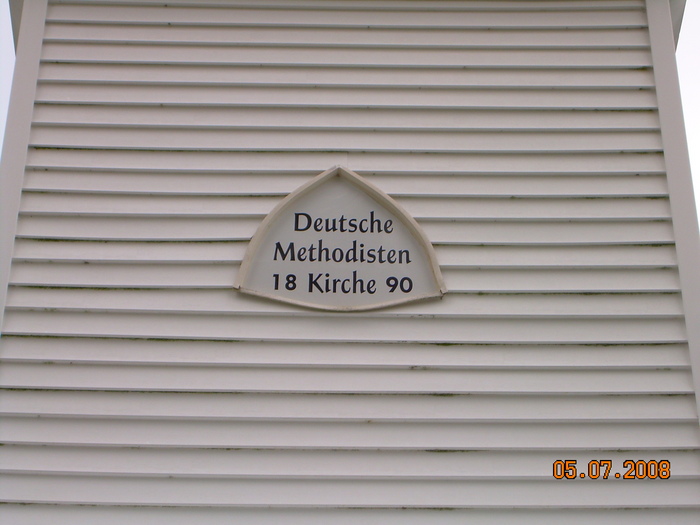 Deutsche
Methodisten
18 Kirche 90
05.07.2008